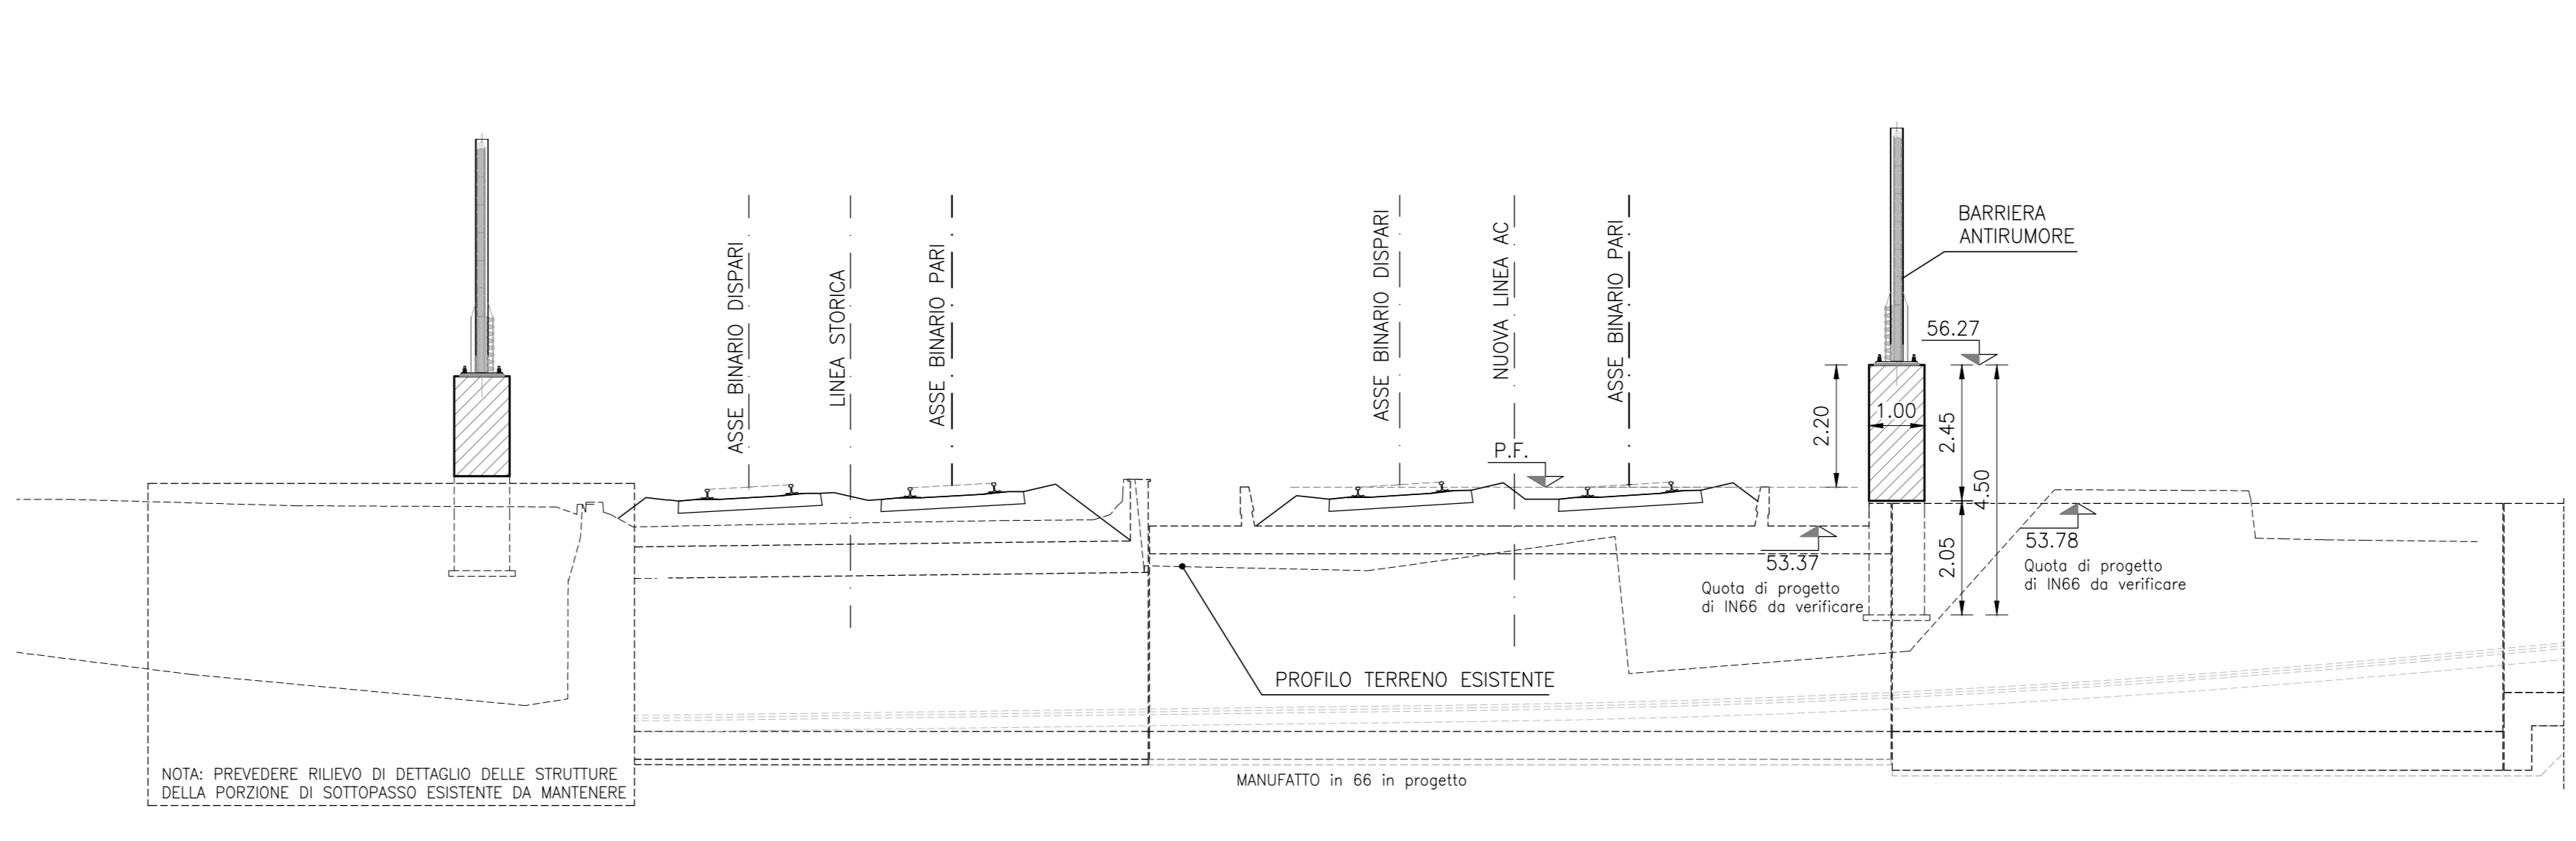 BARRIERA
ANTIRUMORE
ASSE BINARIO DISPARI
LINEA STORICA
ASSE BINARIO PARI
ASSE BINARIO DISPARI
NUOVA LINEA AC
ASSE BINARIO PARI
56.27
P.F.
2.20
1.00
2.45
4.50
2.05
53.37
Quota di progetto
di IN66 da verificare
53.78
Quota di progetto
di IN66 da verificare
PROFILO TERRENO ESISTENTE
NOTA: PREVEDERE RILIEVO DI DETTAGLIO DELLE STRUTTURE
DELLA PORZIONE DI SOTTOPASSO ESISTENTE DA MANTENERE
MANUFATTO in 66 in progetto